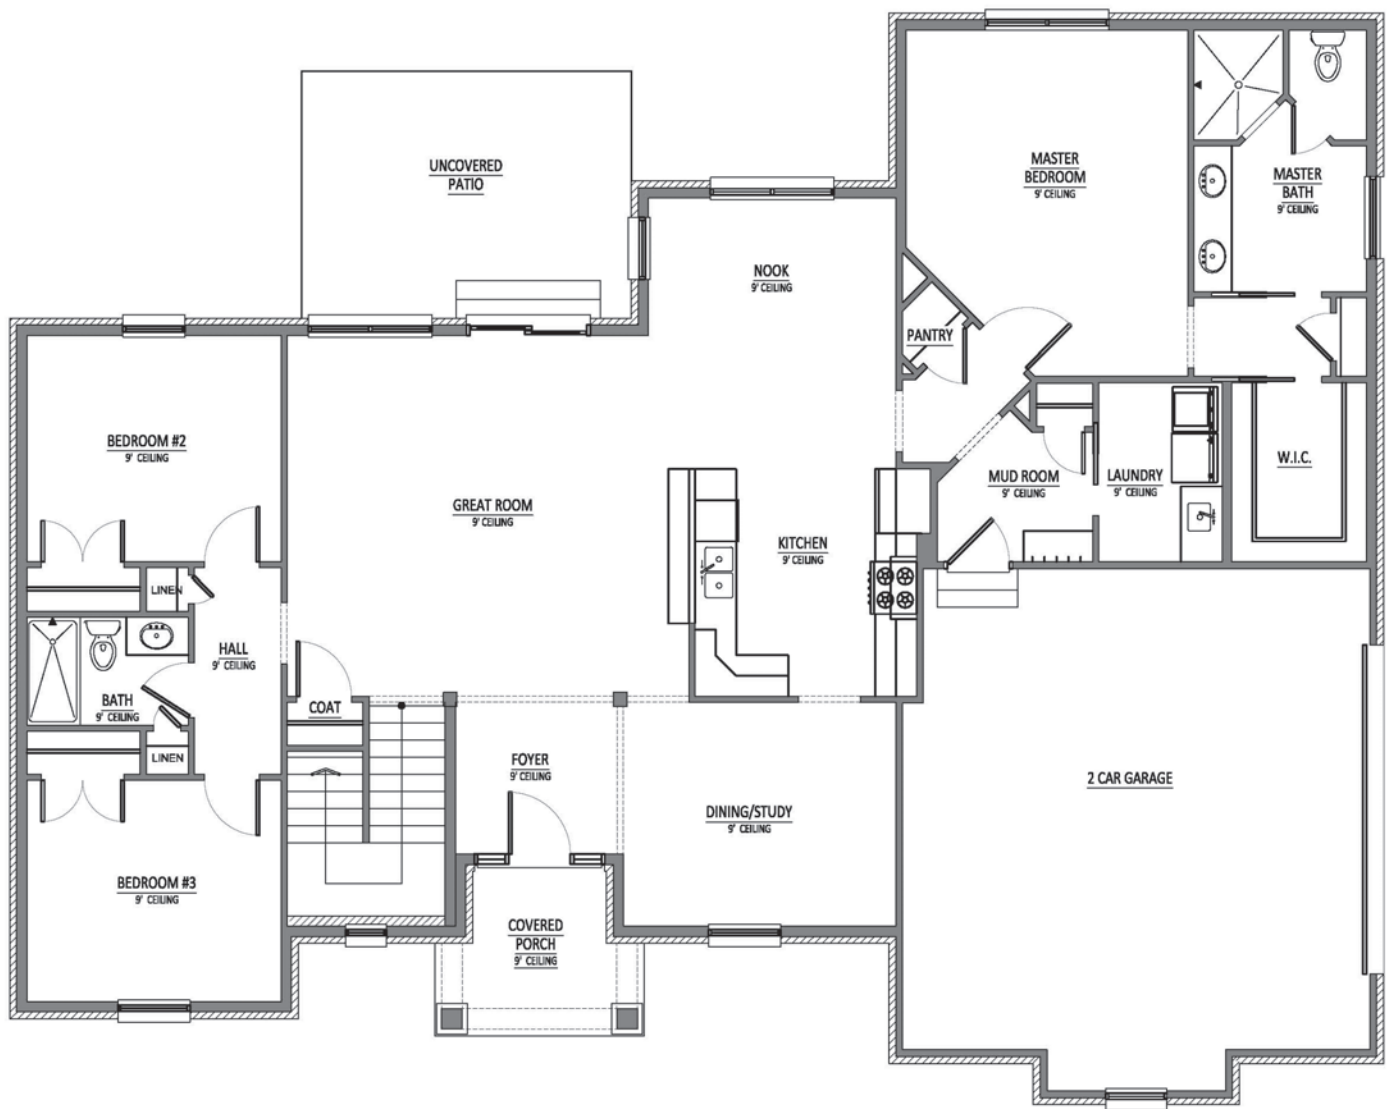 UNCOVERED
PATIO
MASTER
BEDROOM
9' CEILING
MASTER
BATH
9' CEILING
NOOK
9' CEILING
PANTRY
BEDROOM #2
9' CEILING
GREAT ROOM
9' CEILING
KITCHEN
9' CEILING
MUD ROOM
9' CEILING
LAUNDRY
9' CEILING
W.I.C.
LINEN
HALL
9' CEILING
BATH
9' CEILING
COAT
LINEN
FOYER
9' CEILING
DINING/STUDY
9' CEILING
2 CAR GARAGE
BEDROOM #3
9' CEILING
COVERED
PORCH
9' CEILING